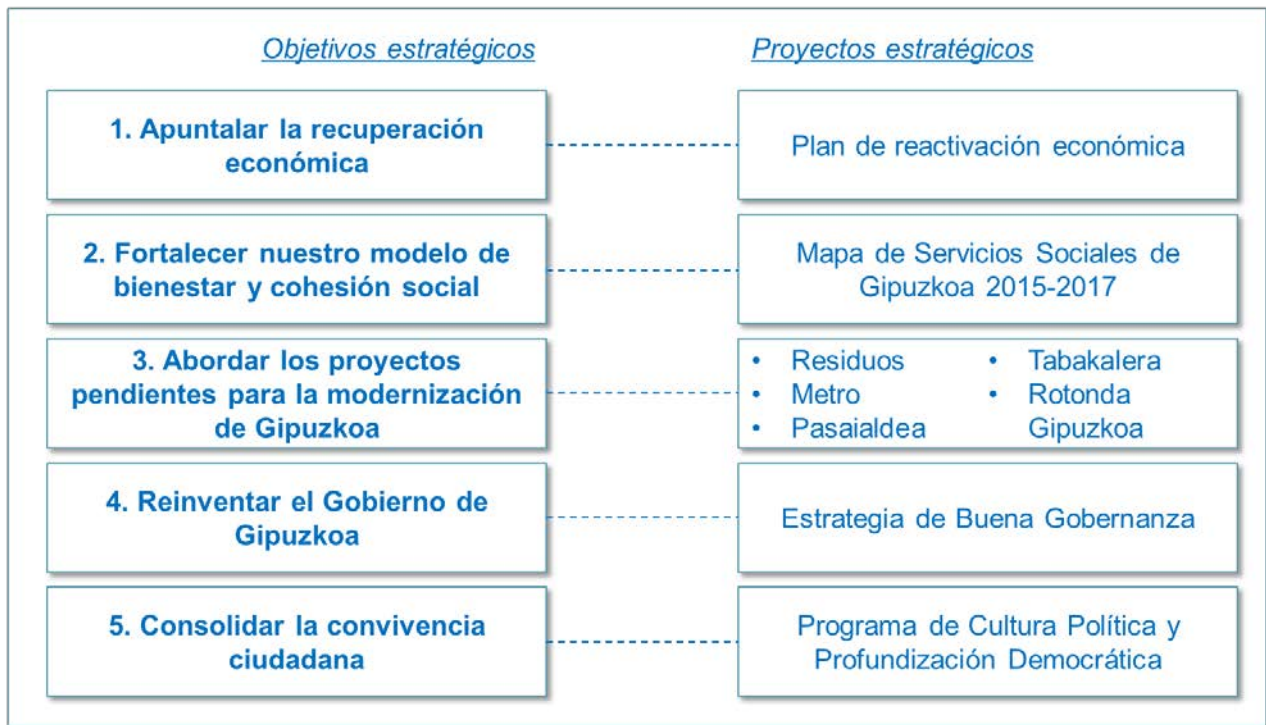 Objetivos estratégicos
Proyectos estratégicos
1. Apuntalar la recuperación
económica
Plan de reactivación económica
2. Fortalecer nuestro modelo de
bienestar y cohesión social
Mapa de Servicios Sociales de
Gipuzkoa 2015-2017
3. Abordar los proyectos
pendientes para la modernización
de Gipuzkoa
• Residuos
• Metro
• Pasaialdea
• Tabakalera
• Rotonda
Gipuzkoa
4. Reinventar el Gobierno de
Gipuzkoa
Estrategia de Buena Gobernanza
5. Consolidar la convivencia
ciudadana
Programa de Cultura Política y
Profundización Democrática